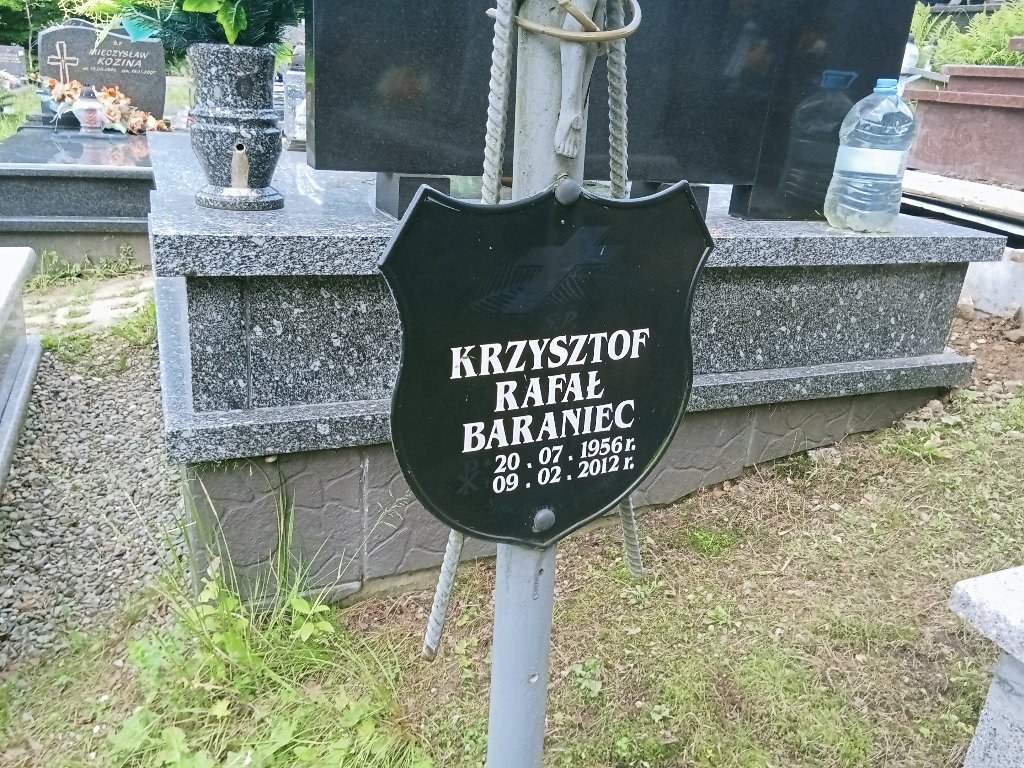 Ś.P.
MIECZYSŁAW
KOZINA
Ś.P.
KRZYSZTOF
RAFAŁ
BARANIEC
20.07.1956 r.
09.02.2012 r.